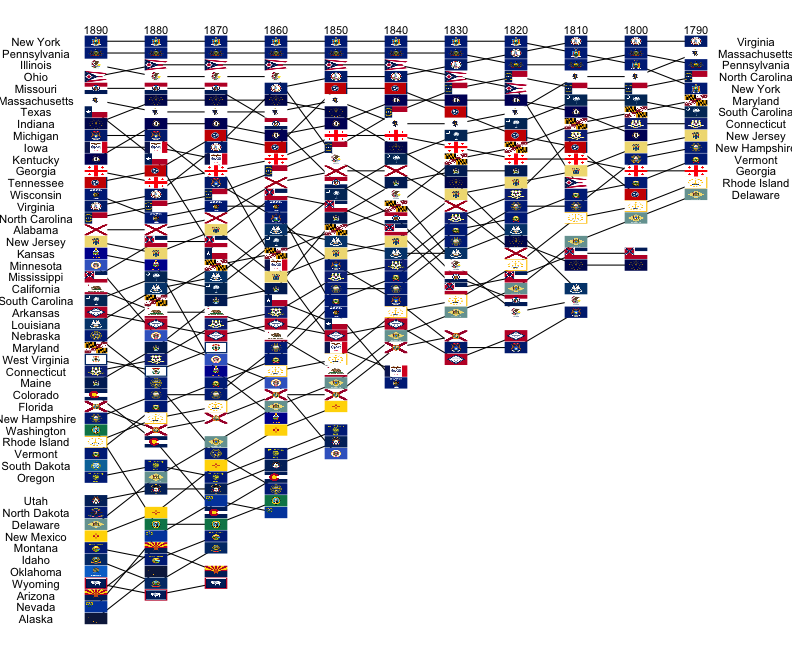 1890 1880 1870 1860 1850 1840 1830 1820 1810 1800 1790
New York
Pennsylvania
Illinois
Ohio
Missouri
Massachusetts
Texas
Indiana
Michigan
Iowa
Kentucky
Georgia
Tennessee
Wisconsin
Virginia
North Carolina
Alabama
New Jersey
Kansas
Minnesota
Mississippi
California
South Carolina
Arkansas
Louisiana
Nebraska
Maryland
West Virginia
Connecticut
Maine
Colorado
Florida
New Hampshire
Washington
Rhode Island
Vermont
South Dakota
Oregon
Utah
North Dakota
Delaware
New Mexico
Montana
Idaho
Oklahoma
Wyoming
Arizona
Nevada
Alaska
Virginia
Massachusetts
Pennsylvania
North Carolina
New York
Maryland
South Carolina
Connecticut
New Jersey
New Hampshire
Vermont
Georgia
Rhode Island
Delaware